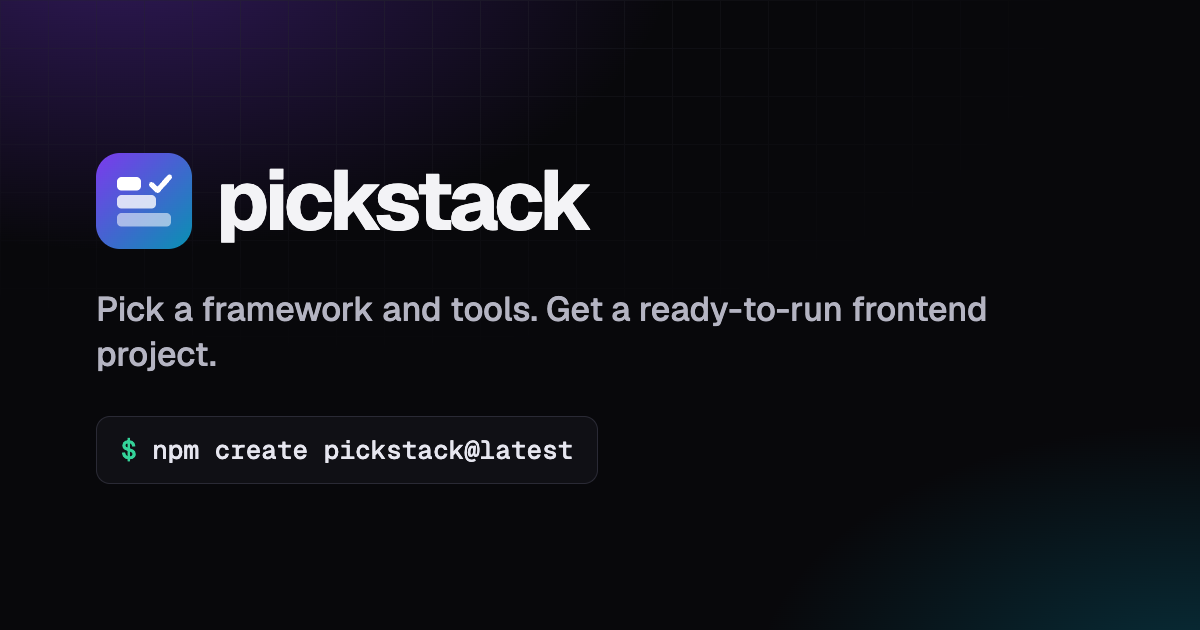 pickstack
Pick a framework and tools. Get a ready-to-run frontend
project.
$ npm create pickstack@latest